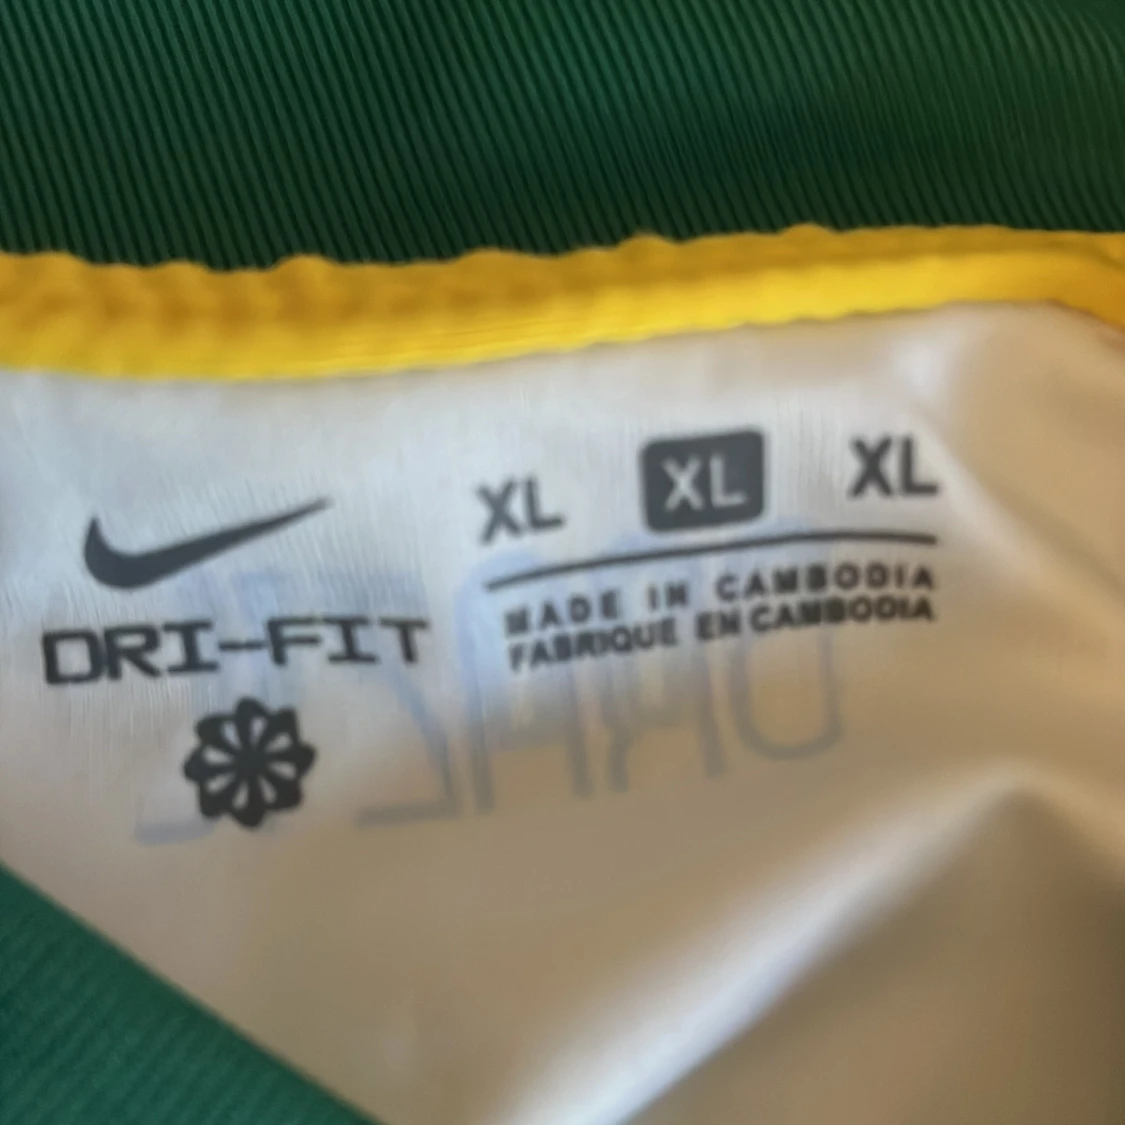 XL XL XL
DRI-FIT
MADE IN CAMBODIA
FABRIQUE EN CAMBODIA